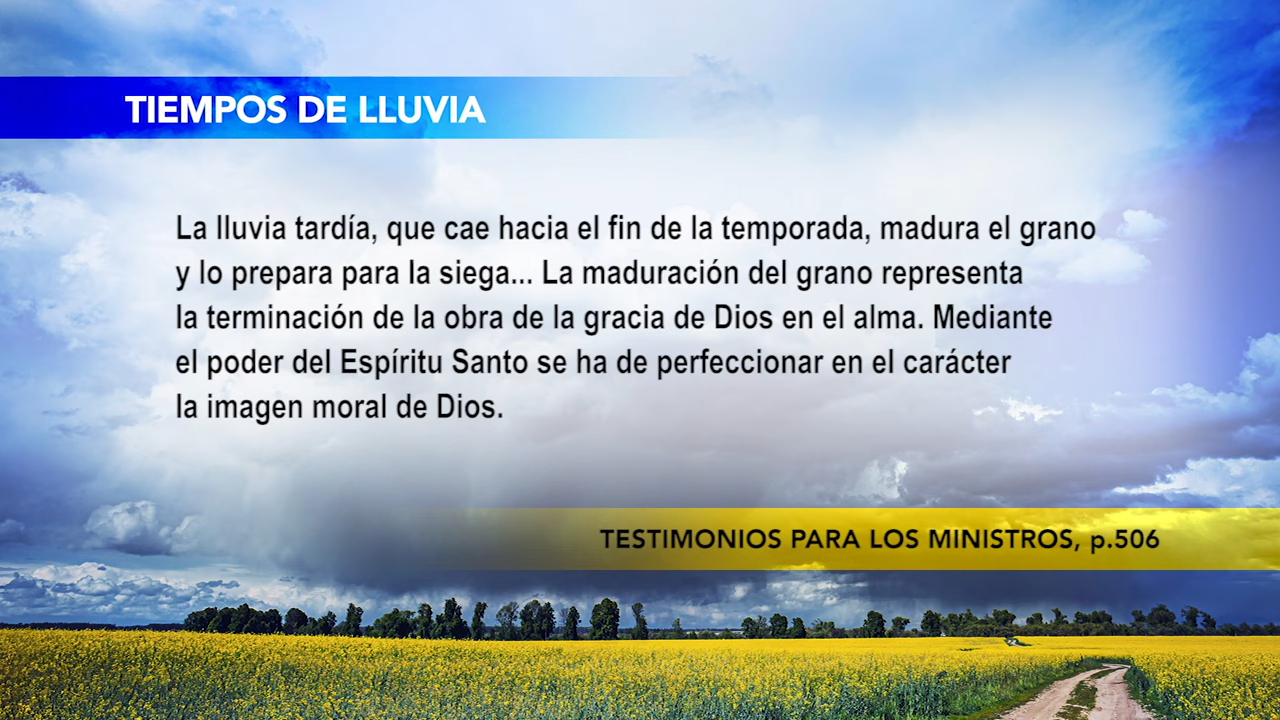 TIEMPOS DE LLUVIA
La lluvia tardía, que cae hacia el fin de la temporada, madura el grano
y lo prepara para la siega... La maduración del grano representa
la terminación de la obra de la gracia de Dios en el alma. Mediante
el poder del Espíritu Santo se ha de perfeccionar en el carácter
la imagen moral de Dios.
TESTIMONIOS PARA LOS MINISTROS, p.506